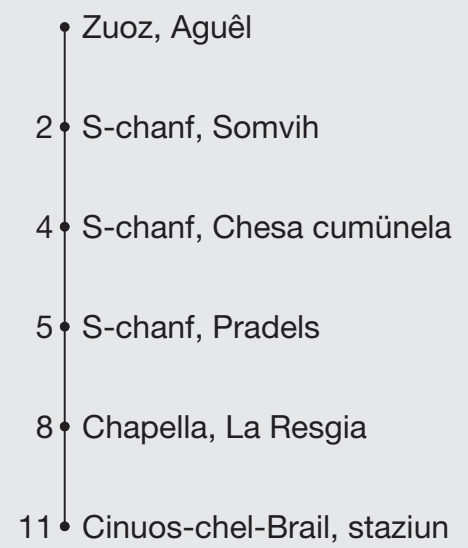 Zuoz, Aguêl
2 S-chanf, Somvih
4 S-chanf, Chesa cumünela
5 S-chanf, Pradels
8 Chapella, La Resgia
11 Cinuos-chel-Brail, staziun